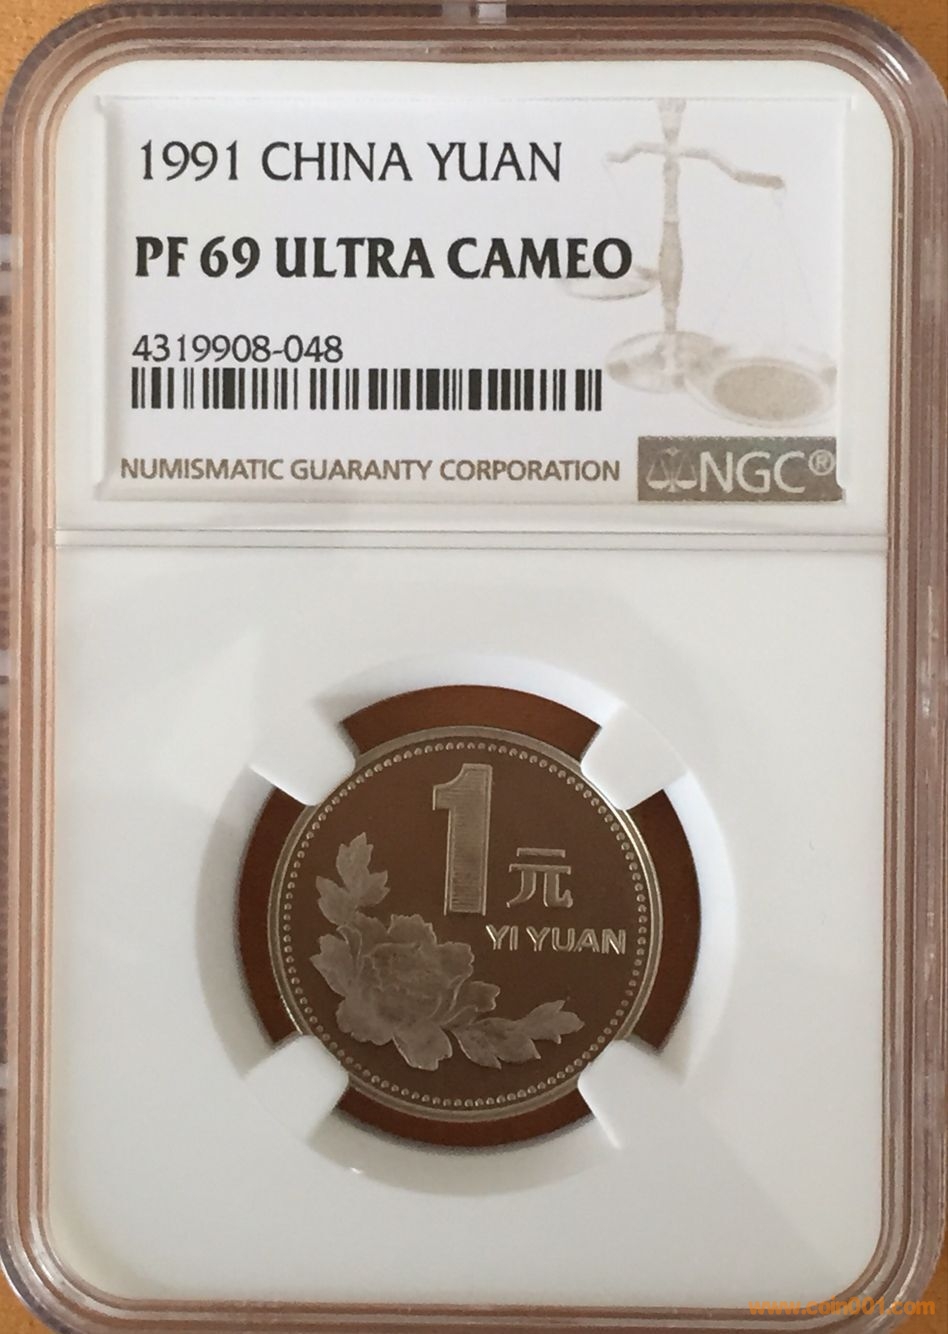 1991 CHINA YUAN
PF 69 ULTRA CAMEO
4319908-048
NUMISMATIC GUARANTY CORPORATION
NGC®
1
元
YI YUAN
www.coin001.com